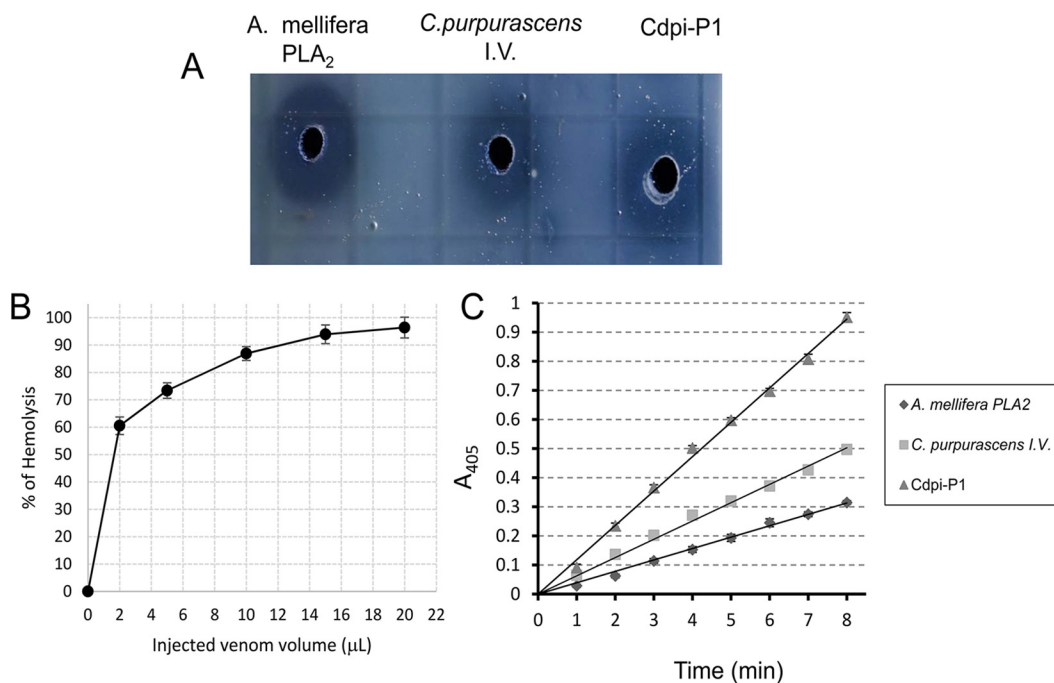 A. mellifera
PLA2
C.purpurascens
I.V.
Cdpi-P1
A
B
% of Hemolysis
100
90
80
70
60
50
40
30
20
10
0
0 2 4 6 8 10 12 14 16 18 20 22
Injected venom volume (µL)
C
A405
1
0.9
0.8
0.7
0.6
0.5
0.4
0.3
0.2
0.1
0
0 1 2 3 4 5 6 7 8
Time (min)
A. mellifera PLA2
C. purpurascens I.V.
Cdpi-P1